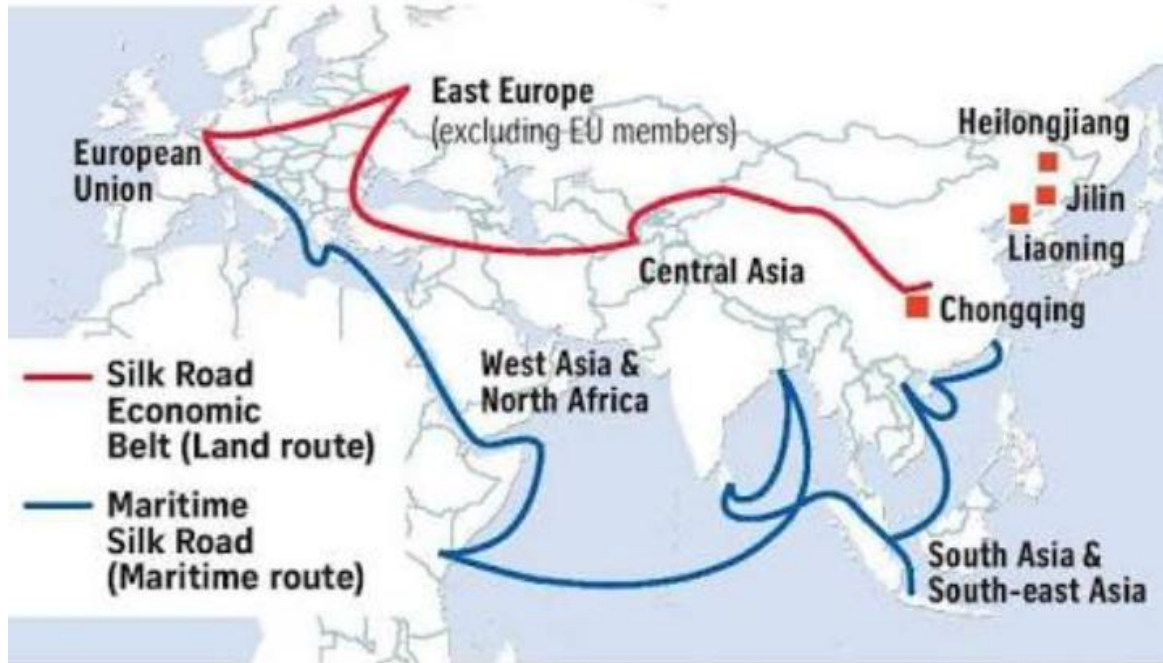 East Europe
(excluding EU members)
Heilongjiang
European
Union
Jilin
Liaoning
Central Asia
Chongqing
West Asia &
North Africa
Silk Road
Economic
Belt (Land route)
Maritime
Silk Road
(Maritime route)
South Asia &
South-east Asia